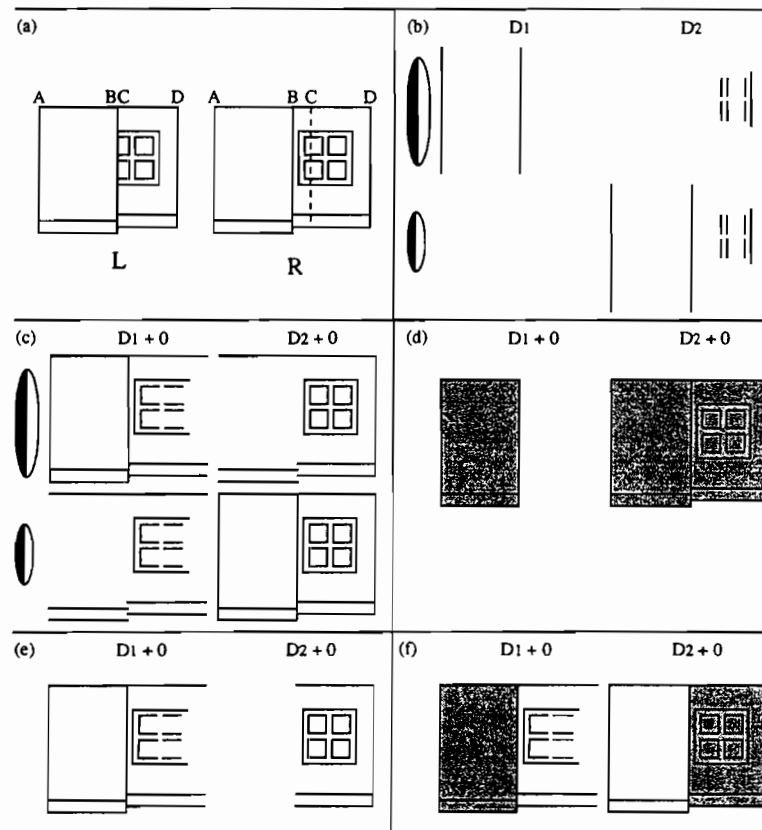 (a)
A BC D A B C D
L R
(b) D1 D2
(c) D1 + 0 D2 + 0
(d) D1 + 0 D2 + 0
(e) D1 + 0 D2 + 0
(f) D1 + 0 D2 + 0